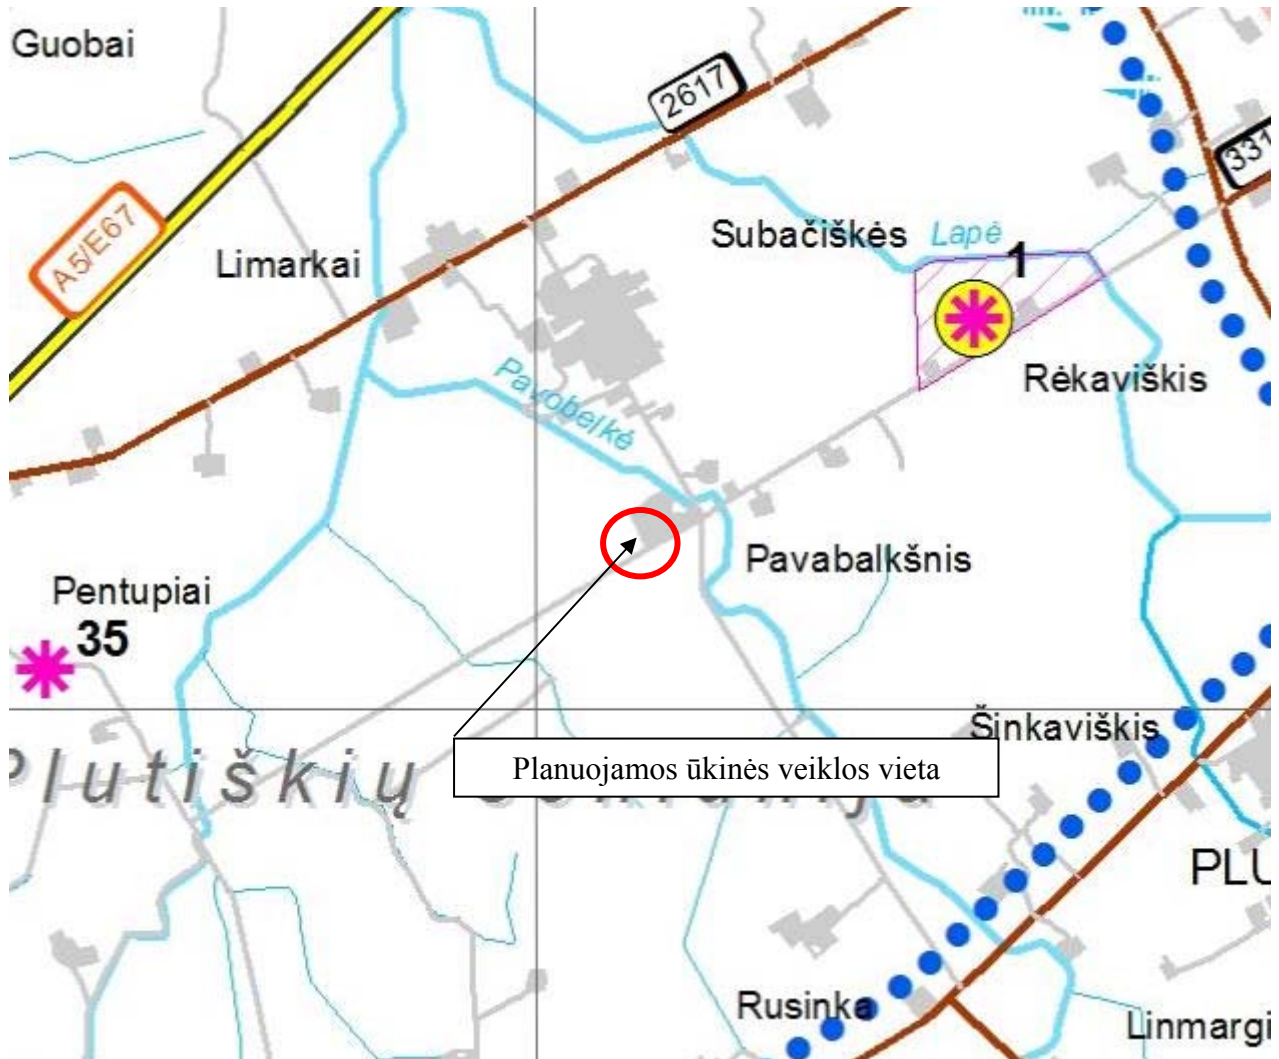 Guobai
2617
331
A5/E67
Subačiškės
Lapė
1
Limarkai
Pavobelkė
Rėkaviškis
Pavabalkšnis
Pentupiai
35
Šinkaviškis
Plutiškių
Planuojamos ūkinės veiklos vieta
PLU
Rusinka
Linmargi